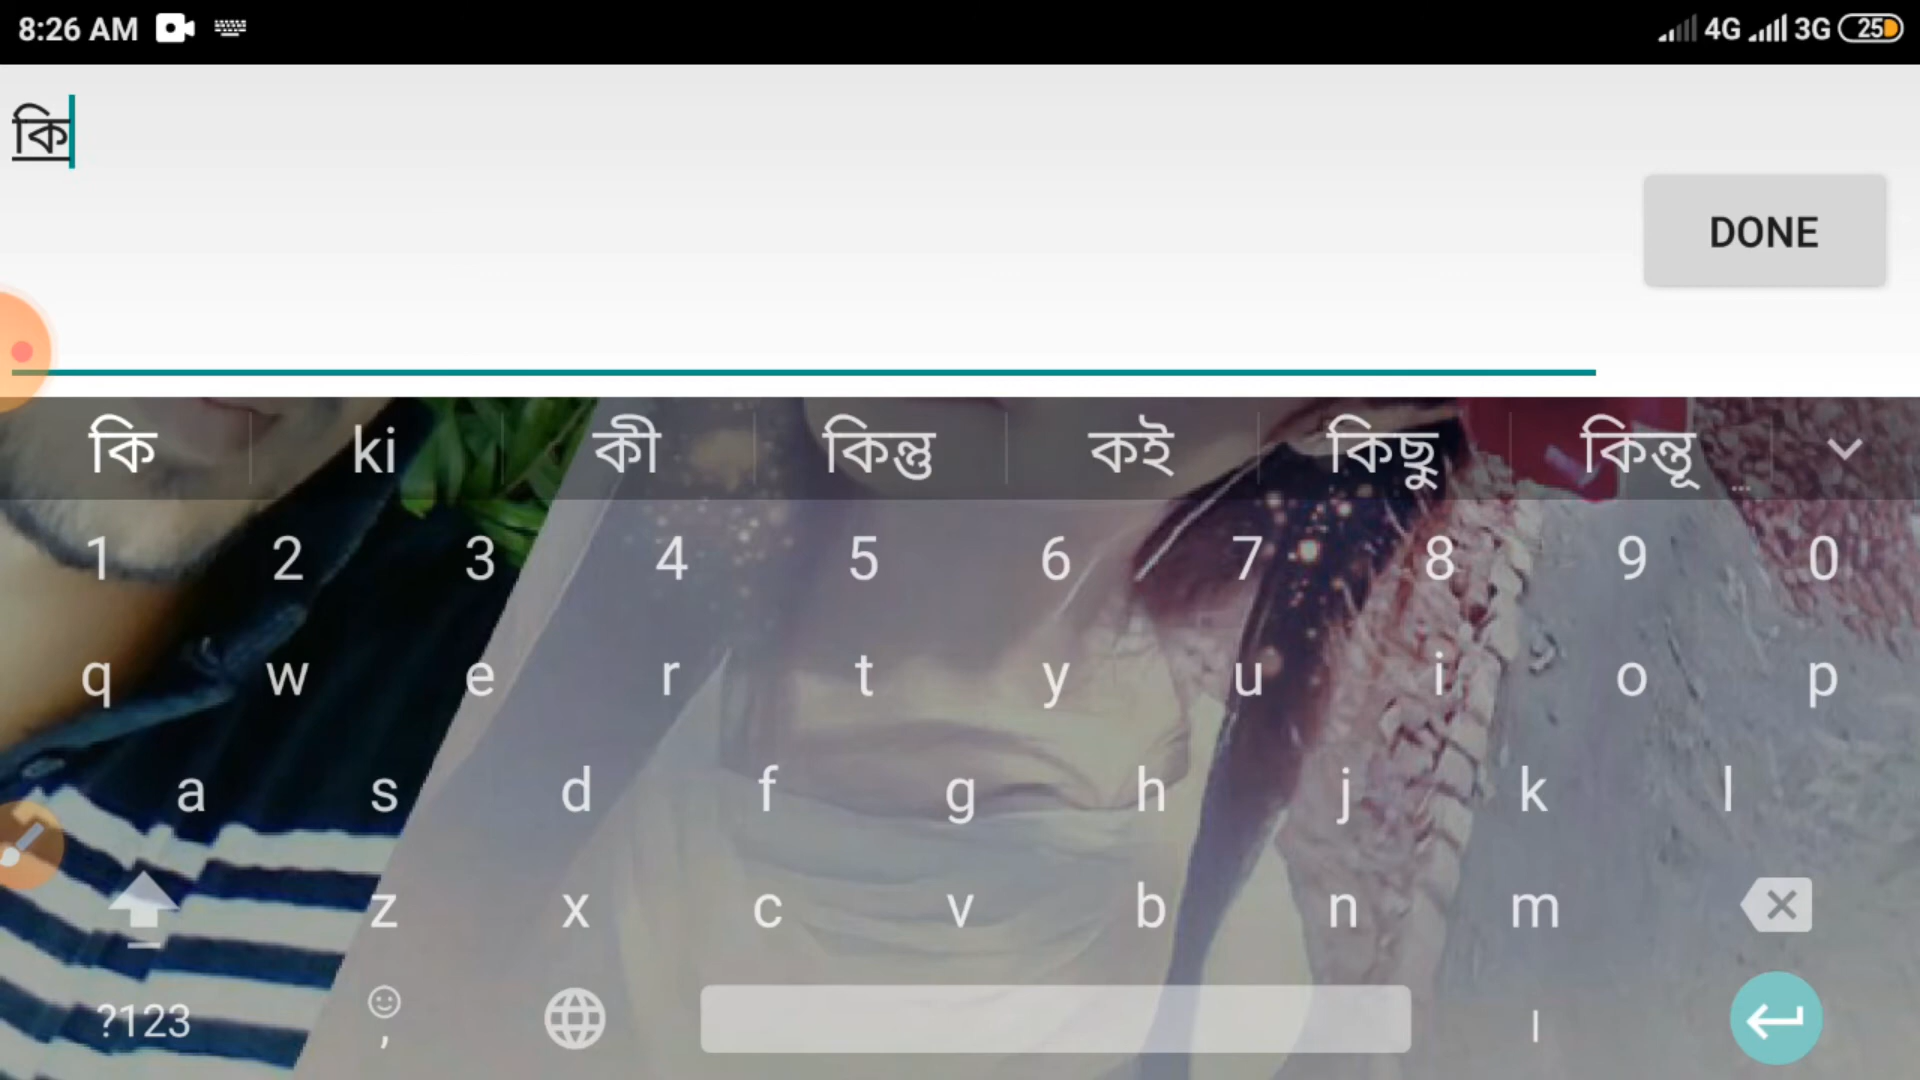 8:26 AM 4G 3G 25
কি
DONE
কি ki কী কিন্তু কই কিছু কিন্তূ ...
1 2 3 4 5 6 7 8 9 0
q w e r t y u i o p
a s d f g h j k l
z x c v b n m
?123 , ।